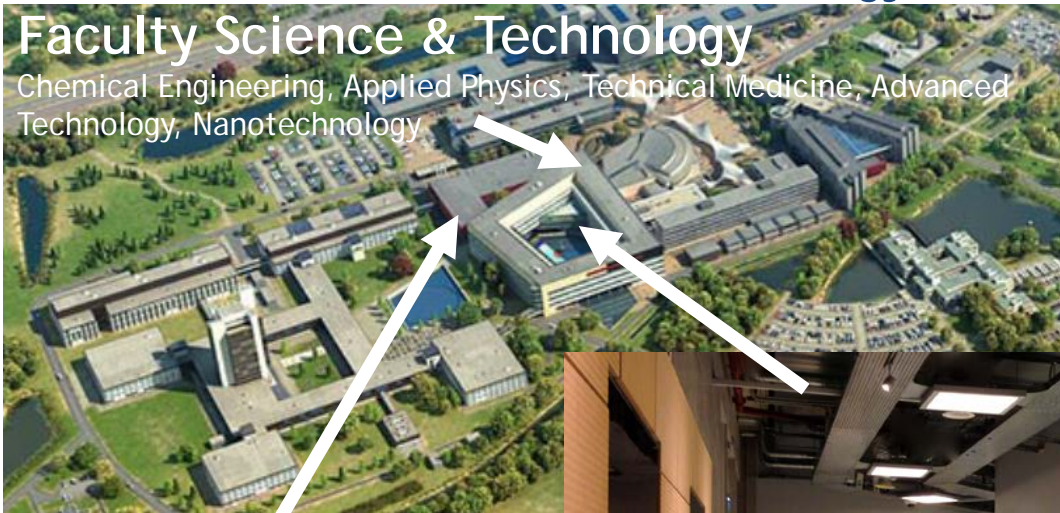 Faculty Science & Technology
Chemical Engineering, Applied Physics, Technical Medicine, Advanced
Technology, Nanotechnology